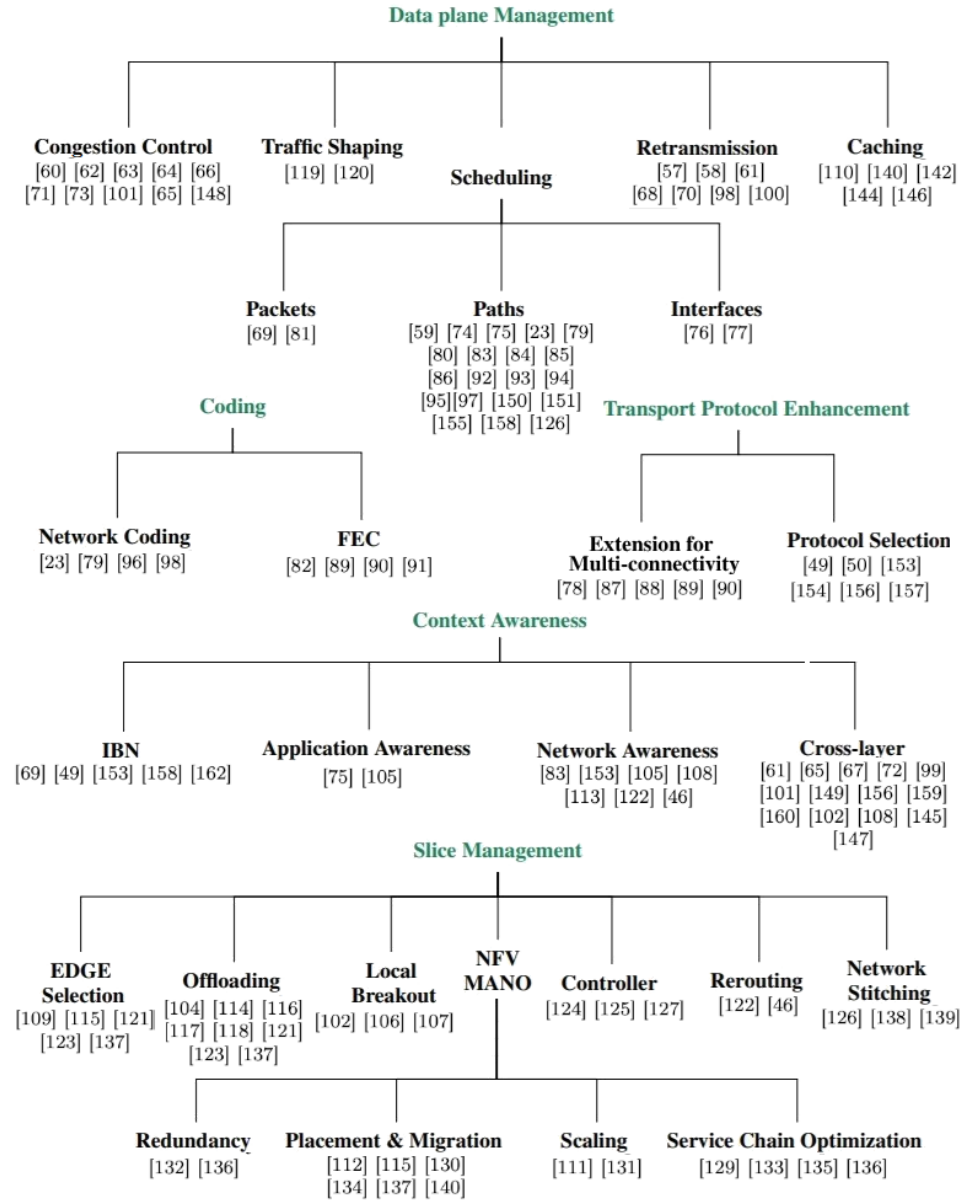 Data plane Management
Congestion Control
[60] [62] [63] [64] [66]
[71] [73] [101] [65] [148]
Traffic Shaping
[119] [120]
Scheduling
Retransmission
[57] [58] [61]
[68] [70] [98] [100]
Caching
[110] [140] [142]
[144] [146]
Packets
[69] [81]
Paths
[59] [74] [75] [23] [79]
[80] [83] [84] [85]
[86] [92] [93] [94]
[95][97] [150] [151]
[155] [158] [126]
Interfaces
[76] [77]
Coding
Network Coding
[23] [79] [96] [98]
FEC
[82] [89] [90] [91]
Transport Protocol Enhancement
Extension for
Multi-connectivity
[78] [87] [88] [89] [90]
Protocol Selection
[49] [50] [153]
[154] [156] [157]
Context Awareness
IBN
[69] [49] [153] [158] [162]
Application Awareness
[75] [105]
Network Awareness
[83] [153] [105] [108]
[113] [122] [46]
Cross-layer
[61] [65] [67] [72] [99]
[101] [149] [156] [159]
[160] [102] [108] [145]
[147]
Slice Management
EDGE
Selection
[109] [115] [121]
[123] [137]
Offloading
[104] [114] [116]
[117] [118] [121]
[123] [137]
Local
Breakout
[102] [106] [107]
NFV
MANO
Controller
[124] [125] [127]
Rerouting
[122] [46]
Network
Stitching
[126] [138] [139]
Redundancy
[132] [136]
Placement & Migration
[112] [115] [130]
[134] [137] [140]
Scaling
[111] [131]
Service Chain Optimization
[129] [133] [135] [136]